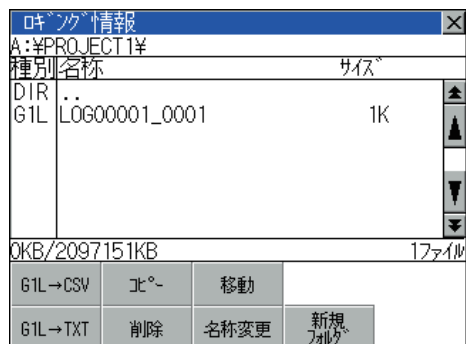 ﾛｷﾞﾝｸﾞ情報
A:¥PROJECT1¥
種別 名称 ｻｲｽﾞ
DIR ..
G1L LOG00001_0001 1K
0KB/2097151KB 1ﾌｧｲﾙ
G1L→CSV ｺﾋﾟｰ 移動
G1L→TXT 削除 名称変更 新規
ﾌｫﾙﾀﾞ